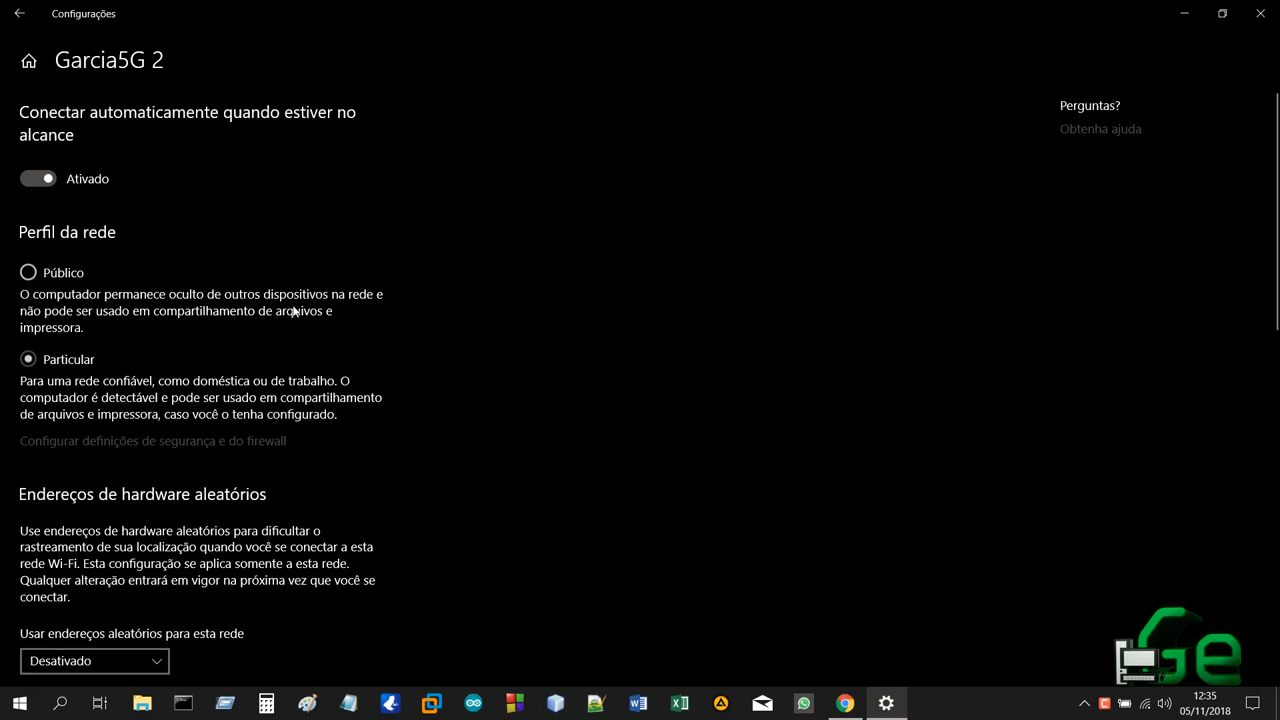 Configurações
Garcia5G 2
Conectar automaticamente quando estiver no
alcance
Ativado
Perfil da rede
Público
O computador permanece oculto de outros dispositivos na rede e
não pode ser usado em compartilhamento de arquivos e
impressora.
Particular
Para uma rede confiável, como doméstica ou de trabalho. O
computador é detectável e pode ser usado em compartilhamento
de arquivos e impressora, caso você o tenha configurado.
Configurar definições de segurança e do firewall
Endereços de hardware aleatórios
Use endereços de hardware aleatórios para dificultar o
rastreamento de sua localização quando você se conectar a esta
rede Wi-Fi. Esta configuração se aplica somente a esta rede.
Qualquer alteração entrará em vigor na próxima vez que você se
conectar.
Usar endereços aleatórios para esta rede
Desativado
Perguntas?
Obtenha ajuda
Ge
12:35
05/11/2018